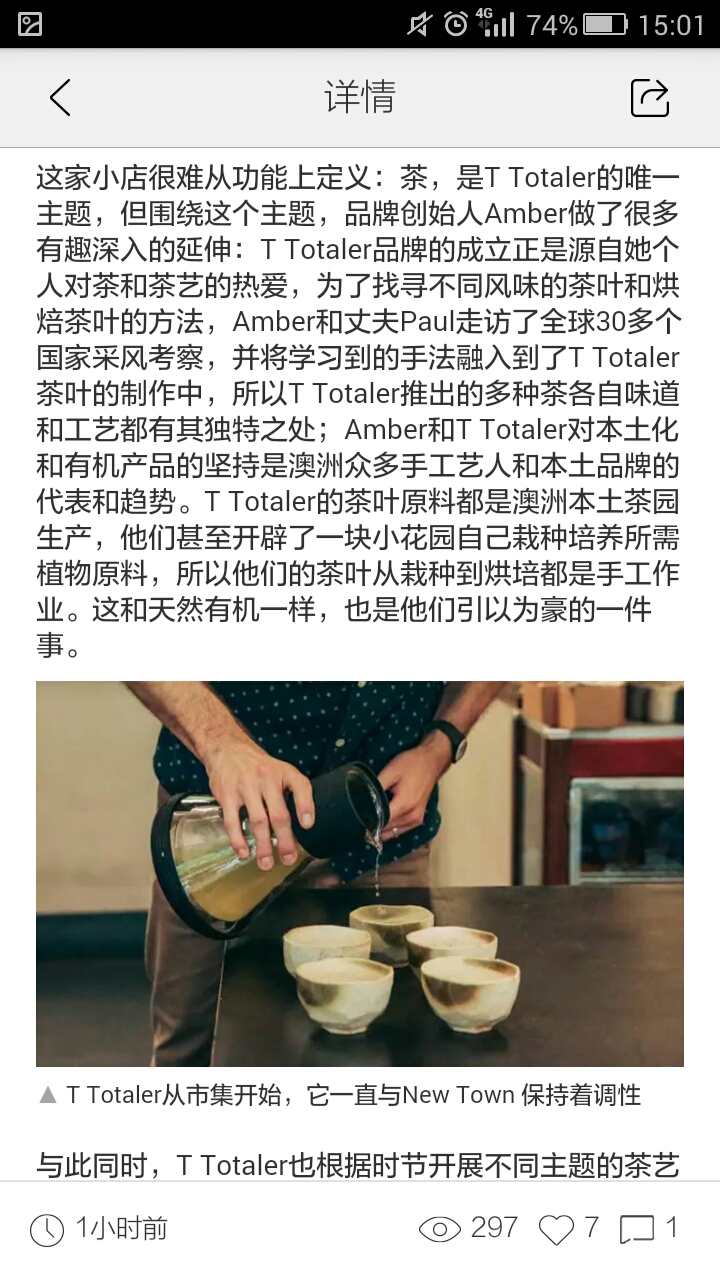 4G 74% 15:01
详情
这家小店很难从功能上定义：茶，是T Totaler的唯一
主题，但围绕这个主题，品牌创始人Amber做了很多
有趣深入的延伸：T Totaler品牌的成立正是源自她个
人对茶和茶艺的热爱，为了找寻不同风味的茶叶和烘
焙茶叶的方法，Amber和丈夫Paul走访了全球30多个
国家采风考察，并将学习到的手法融入到了T Totaler
茶叶的制作中，所以T Totaler推出的多种茶各自味道
和工艺都有其独特之处；Amber和T Totaler对本土化
和有机产品的坚持是澳洲众多手工艺人和本土品牌的
代表和趋势。T Totaler的茶叶原料都是澳洲本土茶园
生产，他们甚至开辟了一块小花园自己栽种培养所需
植物原料，所以他们的茶叶从栽种到烘培都是手工作
业。这和天然有机一样，也是他们引以为豪的一件
事。
▲ T Totaler从市集开始，它一直与New Town 保持着调性
与此同时，T Totaler也根据时节开展不同主题的茶艺
1小时前 297 7 1